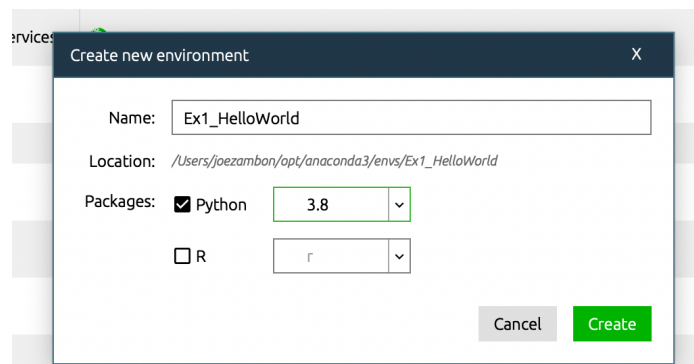 ervices
Create new environment X
Name: Ex1_HelloWorld
Location: /Users/joezambon/opt/anaconda3/envs/Ex1_HelloWorld
Packages: Python 3.8
R r
Cancel Create